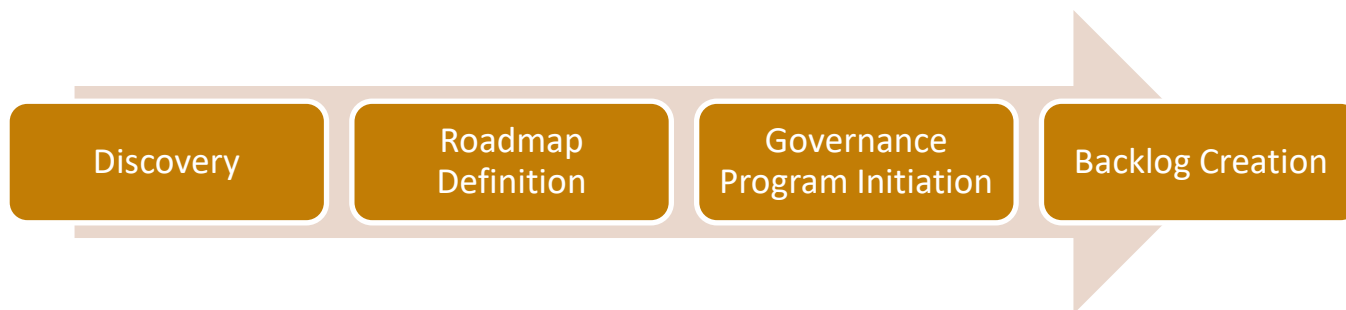 Discovery
Roadmap
Definition
Governance
Program Initiation
Backlog Creation